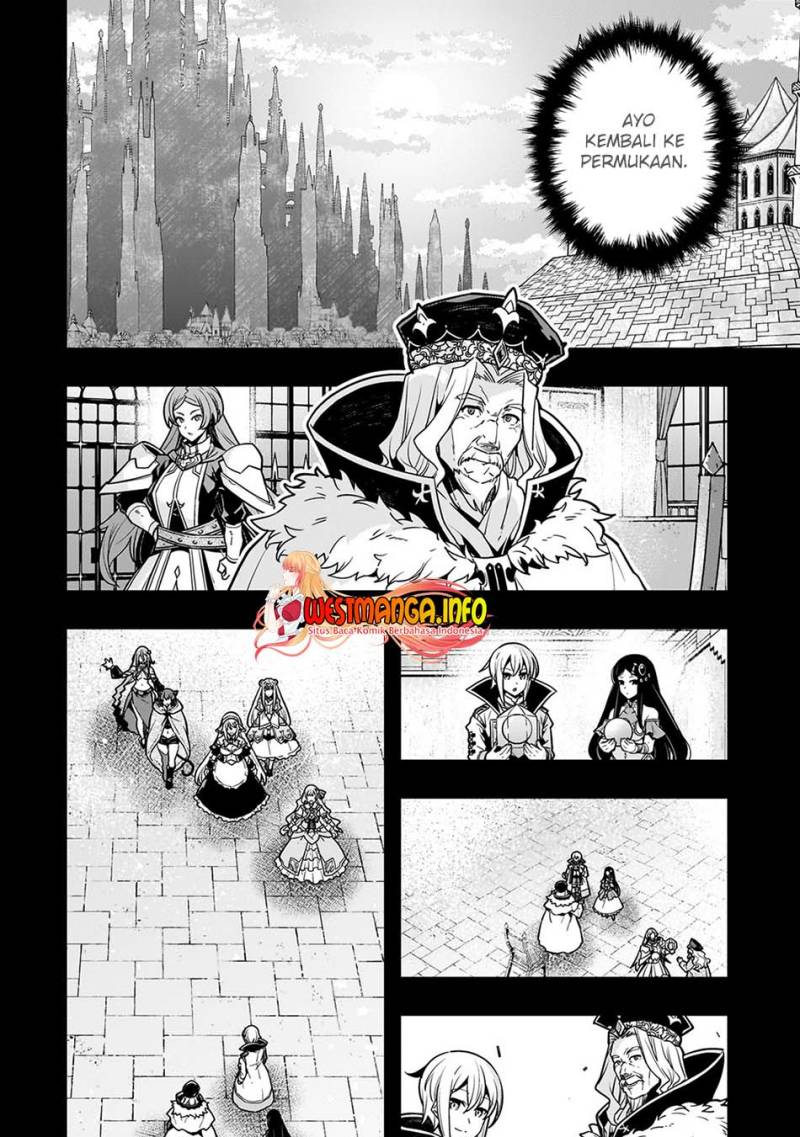 AYO
KEMBALI KE
PERMUKAAN.
WESTMANGA.INFO
Situs Baca Komik Berbahasa Indonesia